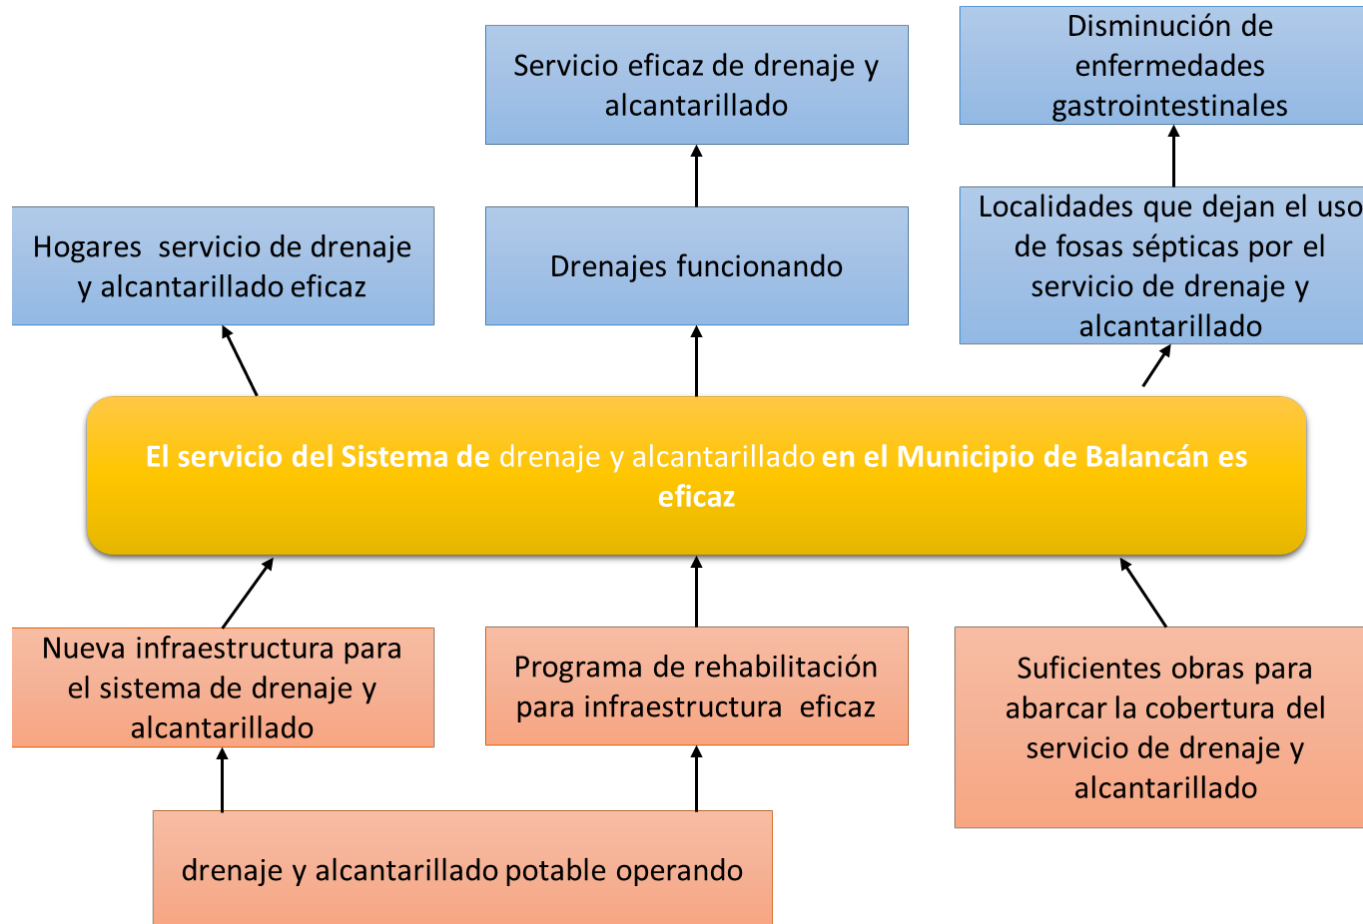 Servicio eficaz de drenaje y
alcantarillado
Disminución de
enfermedades
gastrointestinales
Hogares  servicio de drenaje
y alcantarillado eficaz
Drenajes funcionando
Localidades que dejan el uso
de fosas sépticas por el
servicio de drenaje y
alcantarillado
El servicio del Sistema de drenaje y alcantarillado en el Municipio de Balancán es
eficaz
Nueva infraestructura para
el sistema de drenaje y
alcantarillado
Programa de rehabilitación
para infraestructura  eficaz
Suficientes obras para
abarcar la cobertura del
servicio de drenaje y
alcantarillado
drenaje y alcantarillado potable operando